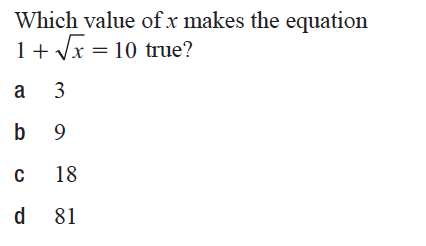 Which value of x makes the equation
1 + √x = 10 true?
a 3
b 9
c 18
d 81